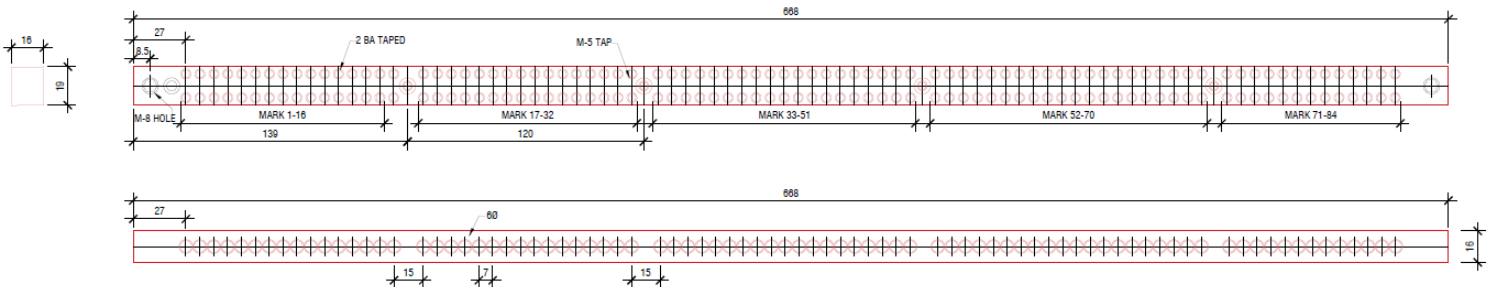 668
16
27
8.5
2 BA TAPED
M-5 TAP
19
M-8 HOLE
MARK 1-16
MARK 17-32
MARK 33-51
MARK 52-70
MARK 71-84
139
120
668
27
6Ø
16
15
7
15